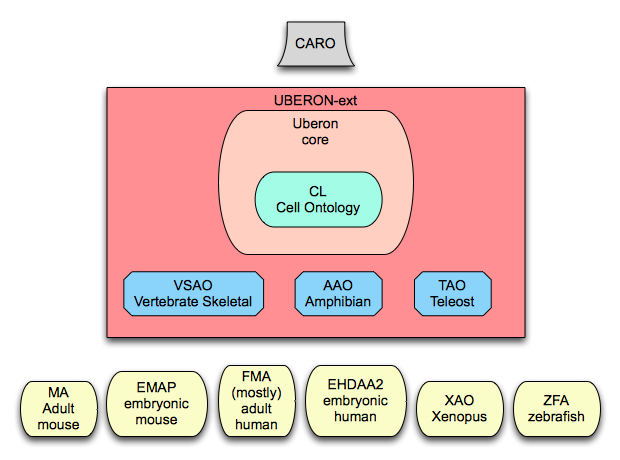 CARO
UBERON-ext
Uberon
core
CL
Cell Ontology
VSAO
Vertebrate Skeletal
AAO
Amphibian
TAO
Teleost
MA
Adult
mouse
EMAP
embryonic
mouse
FMA
(mostly)
adult
human
EHDAA2
embryonic
human
XAO
Xenopus
ZFA
zebrafish